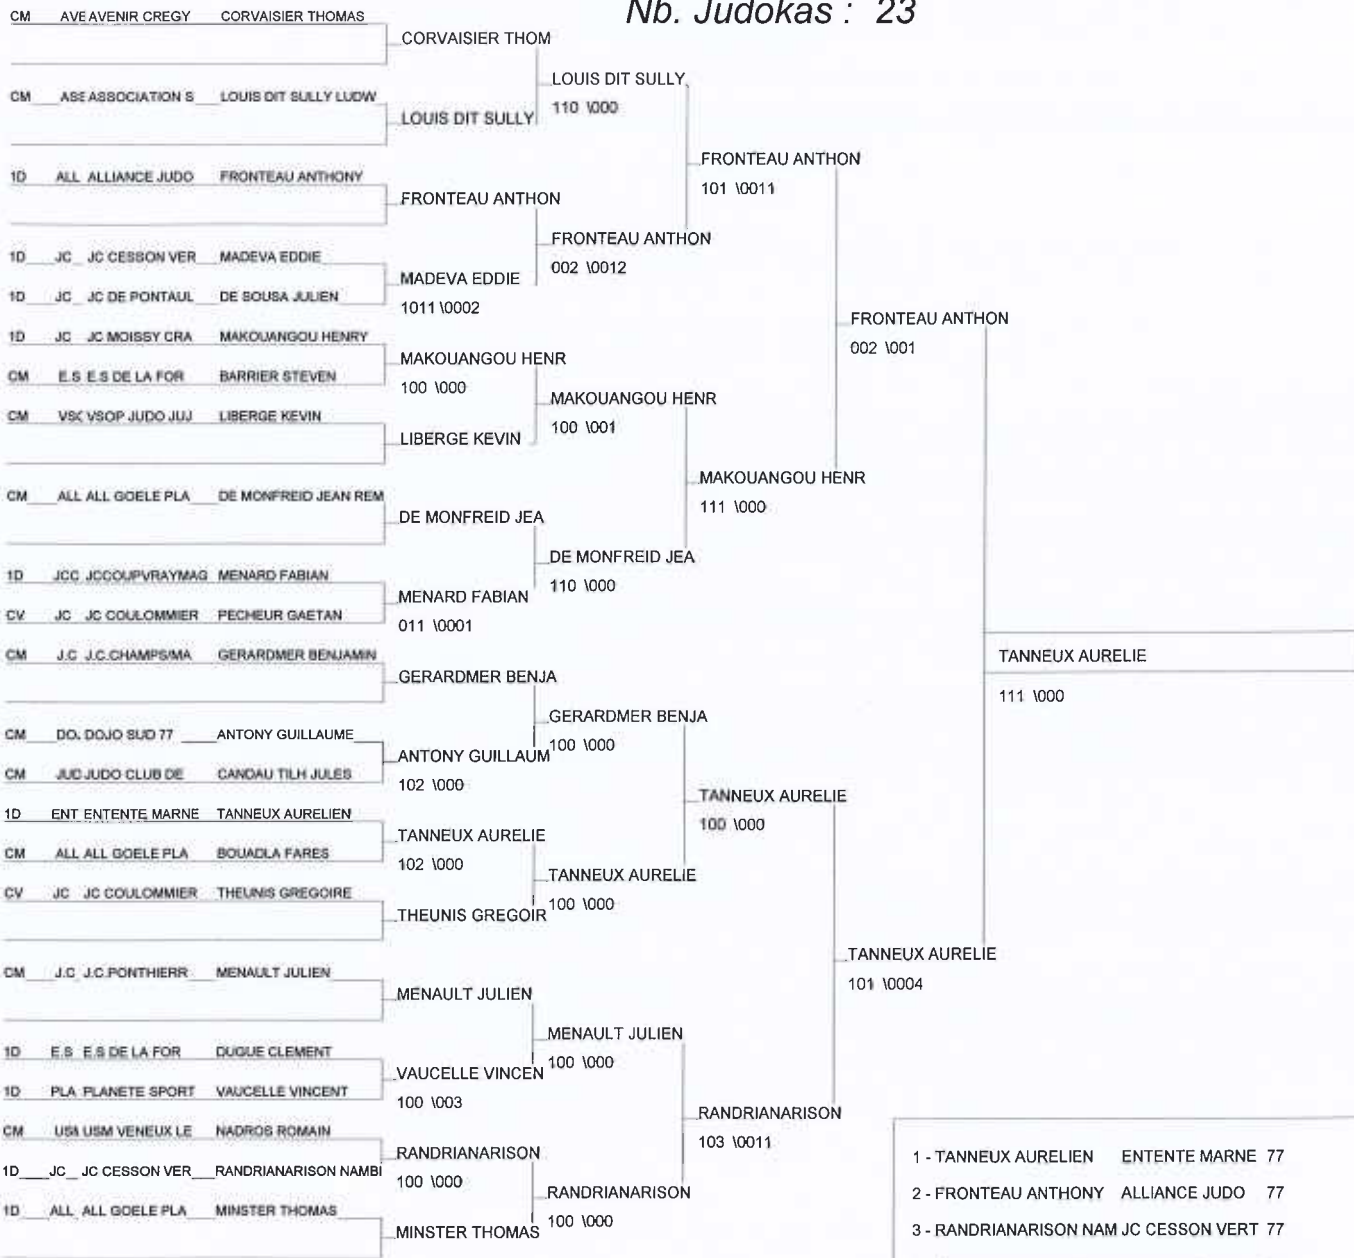 Nb. Judokas : 23
CM AVE AVENIR CREGY CORVAISIER THOMAS
CORVAISIER THOM
LOUIS DIT SULLY
110 \000
CM ASE ASSOCIATION S LOUIS DIT SULLY LUDW
LOUIS DIT SULLY
FRONTEAU ANTHON
101 \0011
1D ALL ALLIANCE JUDO FRONTEAU ANTHONY
FRONTEAU ANTHON
FRONTEAU ANTHON
002 \0012
1D JC JC CESSON VER MADEVA EDDIE
MADEVA EDDIE
1011 \0002
1D JC JC DE PONTAUL DE SOUSA JULIEN
FRONTEAU ANTHON
002 \001
1D JC JC MOISSY CRA MAKOUANGOU HENRY
MAKOUANGOU HENR
100 \000
CM E.S E.S DE LA FOR BARRIER STEVEN
MAKOUANGOU HENR
100 \001
CM VSC VSOP JUDO JUJ LIBERGE KEVIN
LIBERGE KEVIN
MAKOUANGOU HENR
111 \000
CM ALL ALL GOELE PLA DE MONFREID JEAN REM
DE MONFREID JEA
DE MONFREID JEA
110 \000
1D JCC JCCOUPVRAYMAG MENARD FABIAN
MENARD FABIAN
011 \0001
CV JC JC COULOMMIER PECHEUR GAETAN
TANNEUX AURELIE
111 \000
CM J.C J.C.CHAMPS/MA GERARDMER BENJAMIN
GERARDMER BENJA
GERARDMER BENJA
100 \000
CM DOJ DOJO SUD 77 ANTONY GUILLAUME
ANTONY GUILLAUM
102 \000
CM JUD JUDO CLUB DE CANDAU TILH JULES
TANNEUX AURELIE
100 \000
1D ENT ENTENTE MARNE TANNEUX AURELIEN
TANNEUX AURELIE
102 \000
CM ALL ALL GOELE PLA BOUADLA FARES
TANNEUX AURELIE
100 \000
CV JC JC COULOMMIER THEUNIS GREGOIRE
THEUNIS GREGOIR
TANNEUX AURELIE
101 \0004
CM J.C J.C.PONTHIERR MENAULT JULIEN
MENAULT JULIEN
MENAULT JULIEN
100 \000
1D E.S E.S DE LA FOR DUGUE CLEMENT
VAUCELLE VINCEN
100 \003
1D PLA PLANETE SPORT VAUCELLE VINCENT
RANDRIANARISON
103 \0011
CM USM USM VENEUX LE NADROS ROMAIN
RANDRIANARISON
100 \000
1D JC JC CESSON VER RANDRIANARISON NAMBI
RANDRIANARISON
100 \000
1D ALL ALL GOELE PLA MINSTER THOMAS
MINSTER THOMAS
1 - TANNEUX AURELIEN ENTENTE MARNE 77
2 - FRONTEAU ANTHONY ALLIANCE JUDO 77
3 - RANDRIANARISON NAM JC CESSON VERT 77